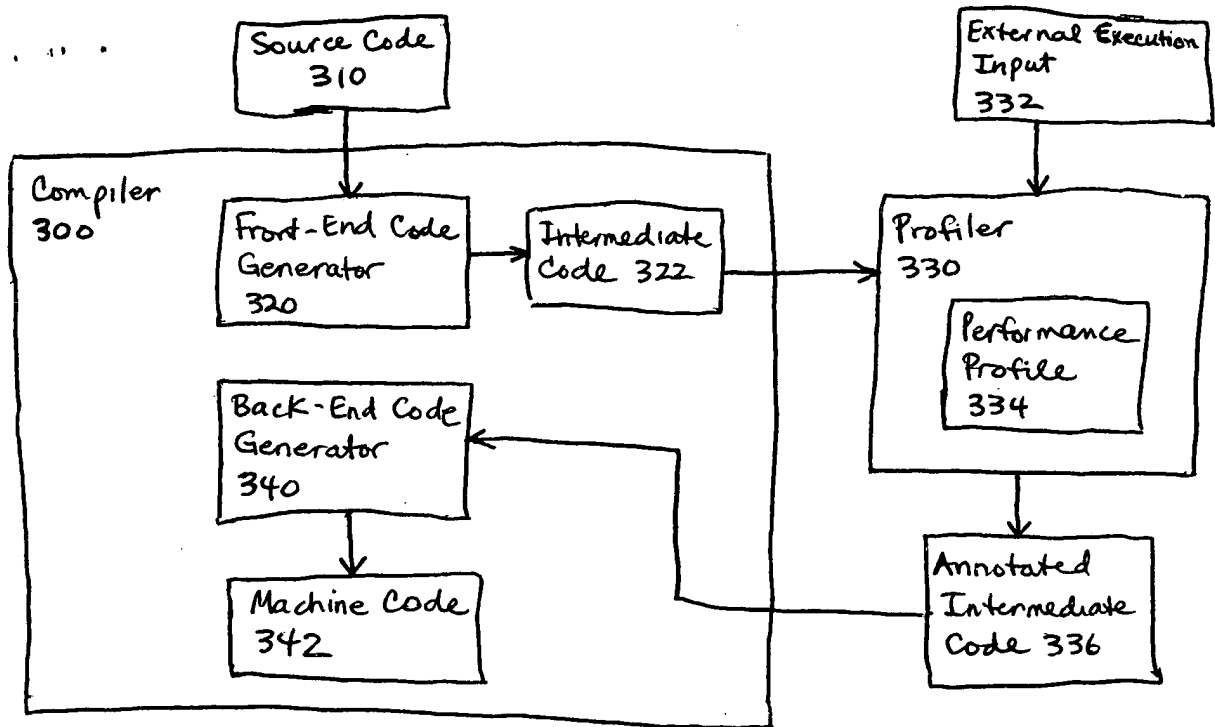 Source Code
310
External Execution
Input
332
Compiler
300
Front-End Code
Generator
320
Intermediate
Code 322
Profiler
330
Performance
Profile
334
Back-End Code
Generator
340
Machine Code
342
Annotated
Intermediate
Code 336